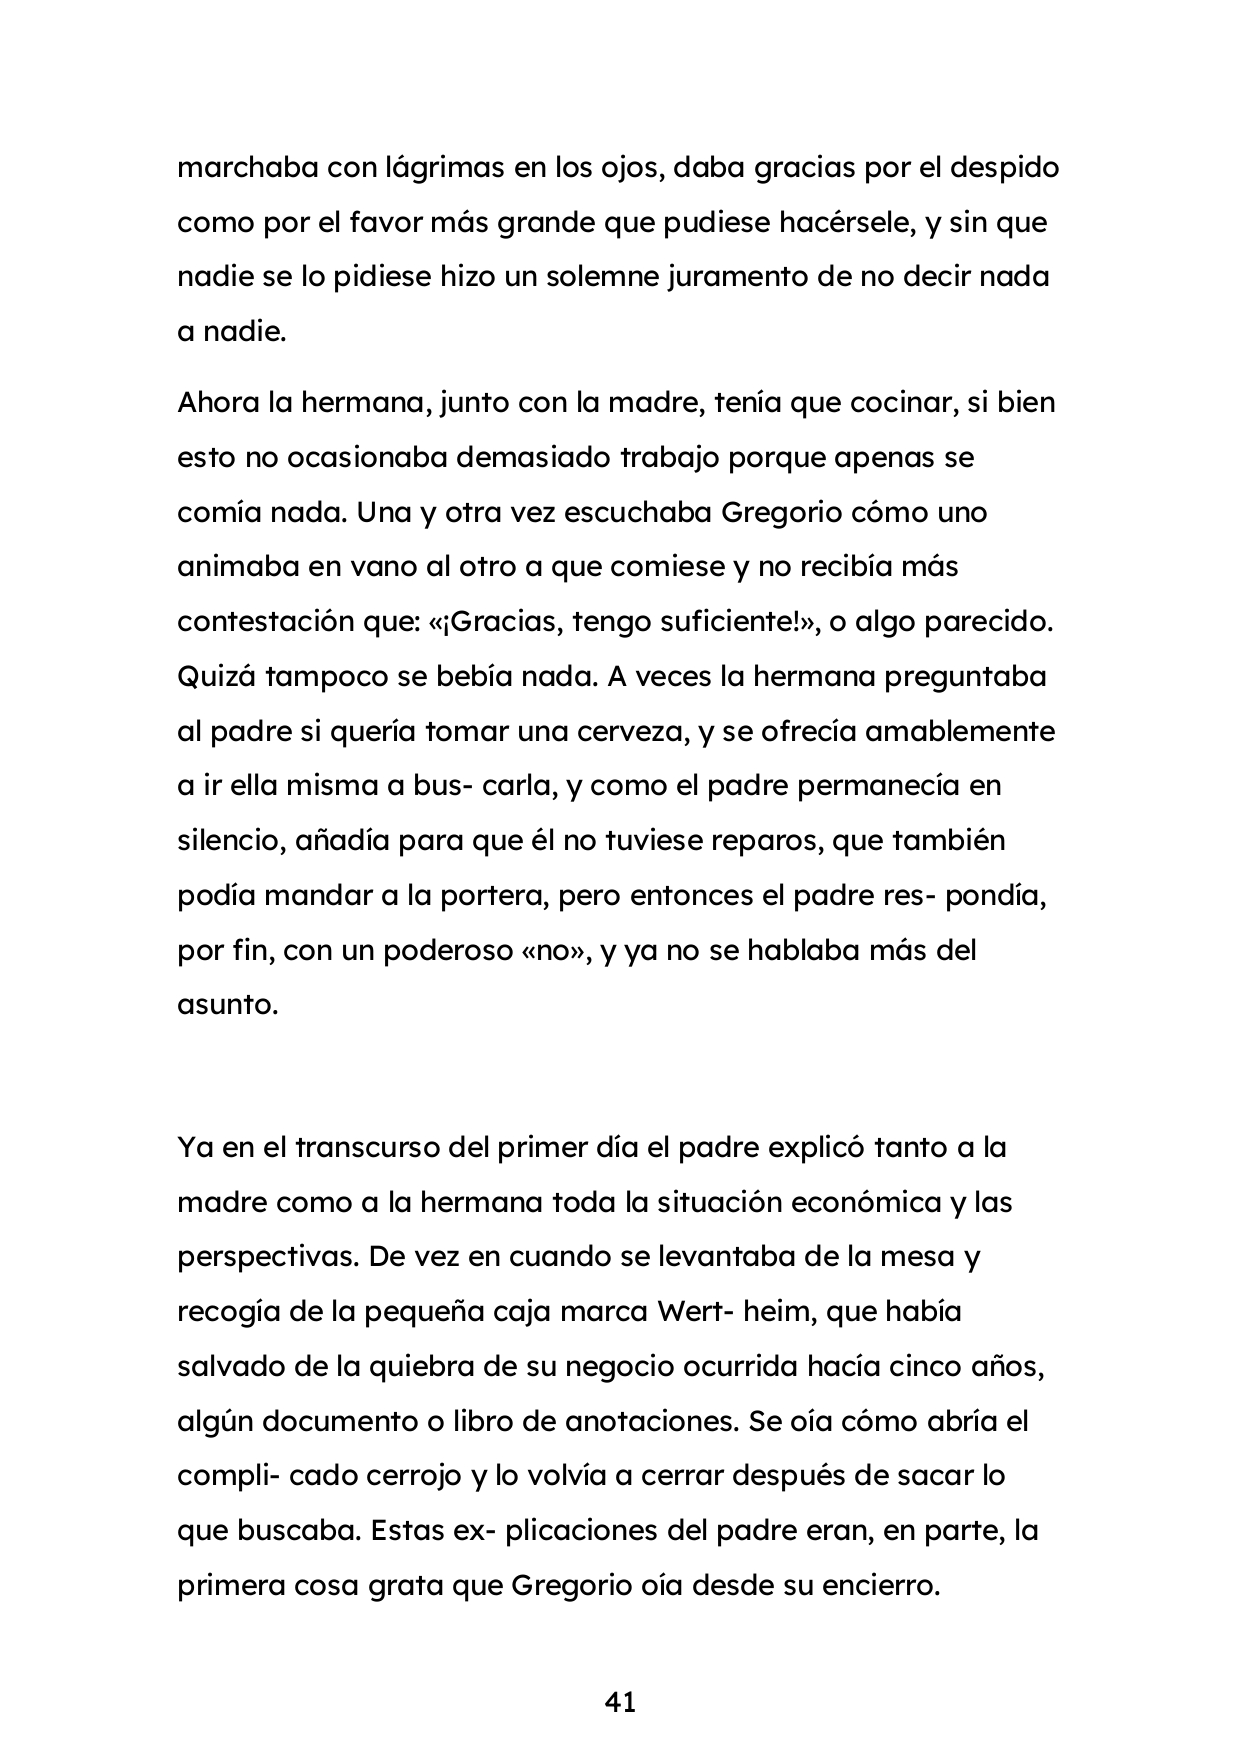 marchaba con lágrimas en los ojos, daba gracias por el despido
como por el favor más grande que pudiese hacérsele, y sin que
nadie se lo pidiese hizo un solemne juramento de no decir nada
a nadie.
Ahora la hermana, junto con la madre, tenía que cocinar, si bien
esto no ocasionaba demasiado trabajo porque apenas se
comía nada. Una y otra vez escuchaba Gregorio cómo uno
animaba en vano al otro a que comiese y no recibía más
contestación que: «¡Gracias, tengo suficiente!», o algo parecido.
Quizá tampoco se bebía nada. A veces la hermana preguntaba
al padre si quería tomar una cerveza, y se ofrecía amablemente
a ir ella misma a bus- carla, y como el padre permanecía en
silencio, añadía para que él no tuviese reparos, que también
podía mandar a la portera, pero entonces el padre res- pondía,
por fin, con un poderoso «no», y ya no se hablaba más del
asunto.
Ya en el transcurso del primer día el padre explicó tanto a la
madre como a la hermana toda la situación económica y las
perspectivas. De vez en cuando se levantaba de la mesa y
recogía de la pequeña caja marca Wert- heim, que había
salvado de la quiebra de su negocio ocurrida hacía cinco años,
algún documento o libro de anotaciones. Se oía cómo abría el
compli- cado cerrojo y lo volvía a cerrar después de sacar lo
que buscaba. Estas ex- plicaciones del padre eran, en parte, la
primera cosa grata que Gregorio oía desde su encierro.
41